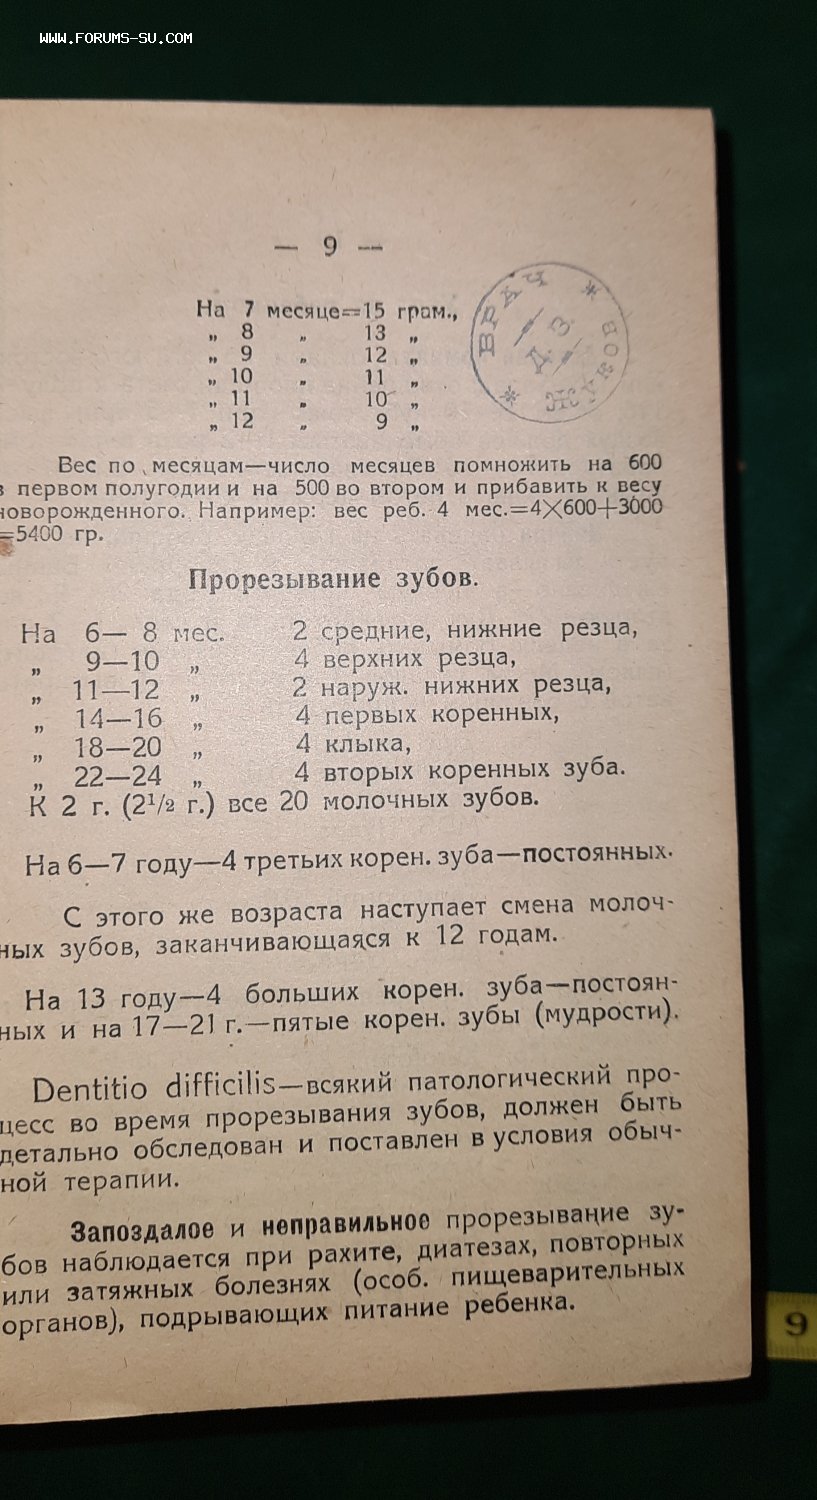 WWW.FORUMS-SU.COM
— 9 —
На 7 месяце=15 грам.,
„ 8 „ 13 „
„ 9 „ 12 „
„ 10 „ 11 „
„ 11 „ 10 „
„ 12 „ 9 „
ВРАЧ * ЖУКОВ *
Д З
Вес по месяцам—число месяцев помножить на 600
в первом полугодии и на 500 во втором и прибавить к весу
новорожденного. Например: вес реб. 4 мес.=4×600+3000
=5400 гр.
Прорезывание зубов.
На 6— 8 мес. 2 средние, нижние резца,
„ 9—10 „ 4 верхних резца,
„ 11—12 „ 2 наруж. нижних резца,
„ 14—16 „ 4 первых коренных,
„ 18—20 „ 4 клыка,
„ 22—24 „ 4 вторых коренных зуба.
К 2 г. (2¹/₂ г.) все 20 молочных зубов.
На 6—7 году—4 третьих корен. зуба—постоянных.
С этого же возраста наступает смена молоч-
ных зубов, заканчивающаяся к 12 годам.
На 13 году—4 больших корен. зуба—постоян-
ных и на 17—21 г.—пятые корен. зубы (мудрости).
Dentitio difficilis—всякий патологический про-
цесс во время прорезывания зубов, должен быть
детально обследован и поставлен в условия обыч-
ной терапии.
Запоздалое и неправильное прорезывание зу-
бов наблюдается при рахите, диатезах, повторных
или затяжных болезнях (особ. пищеварительных
органов), подрывающих питание ребенка.
9